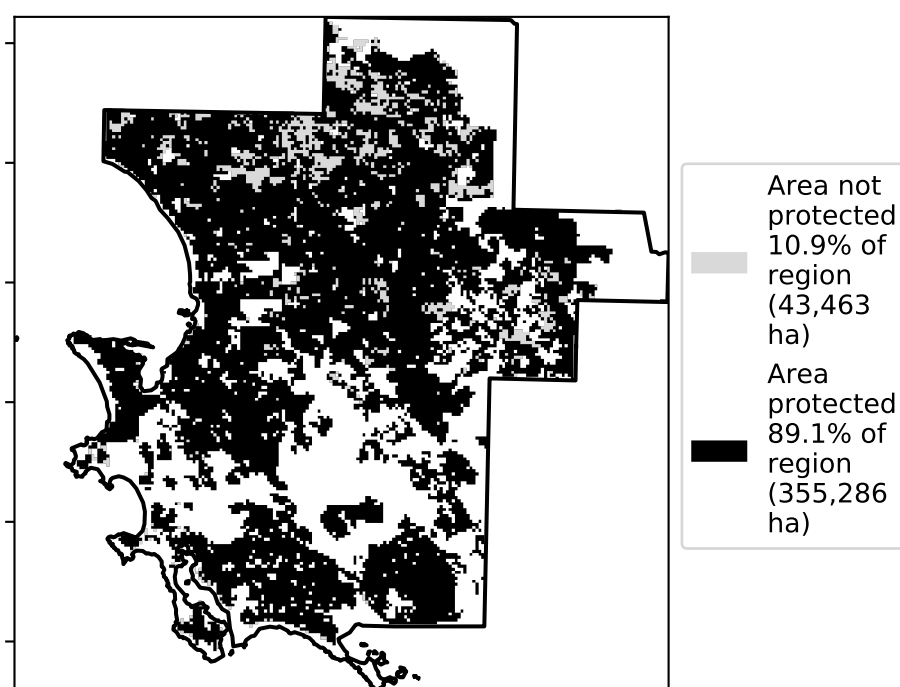 Area not
protected
10.9% of
region
(43,463
ha)
Area
protected
89.1% of
region
(355,286
ha)